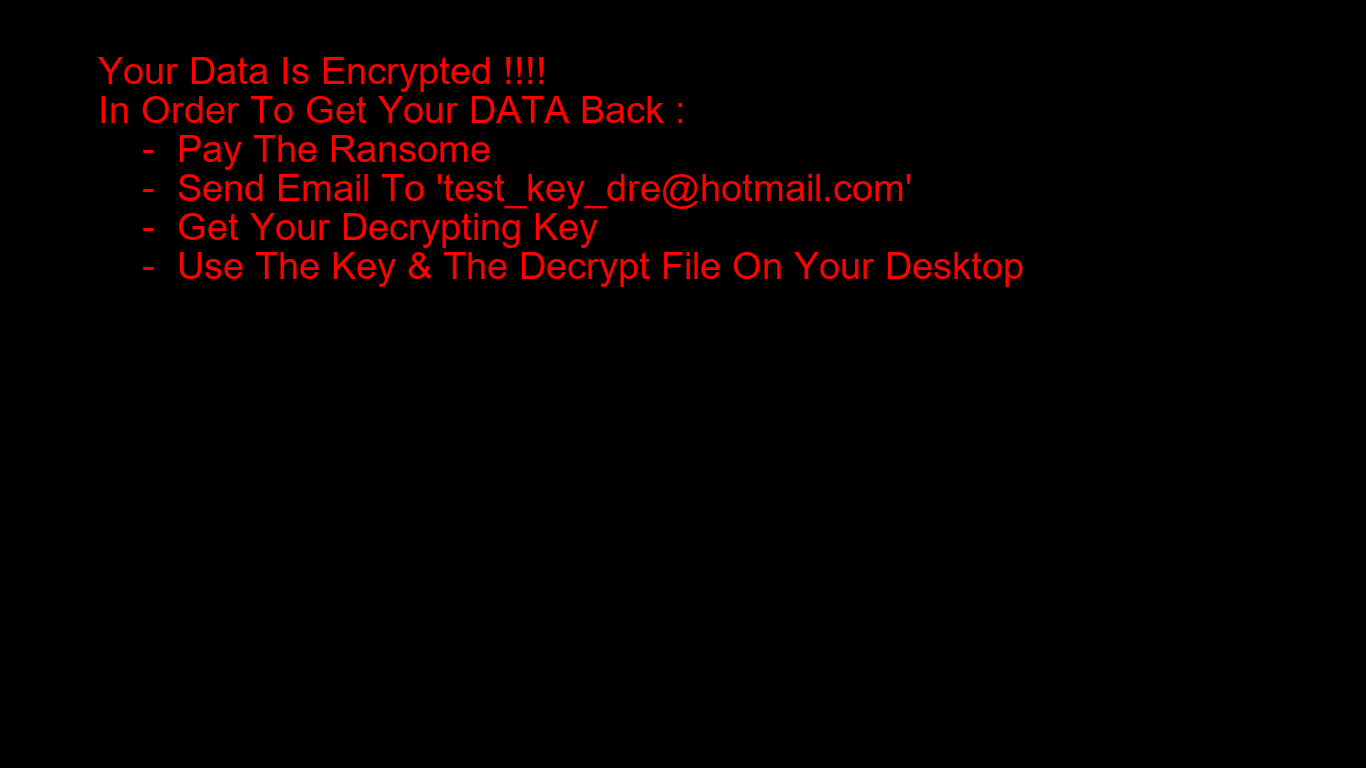 Your Data Is Encrypted !!!!
In Order To Get Your DATA Back :
- Pay The Ransome
- Send Email To 'test_key_dre@hotmail.com'
- Get Your Decrypting Key
- Use The Key & The Decrypt File On Your Desktop